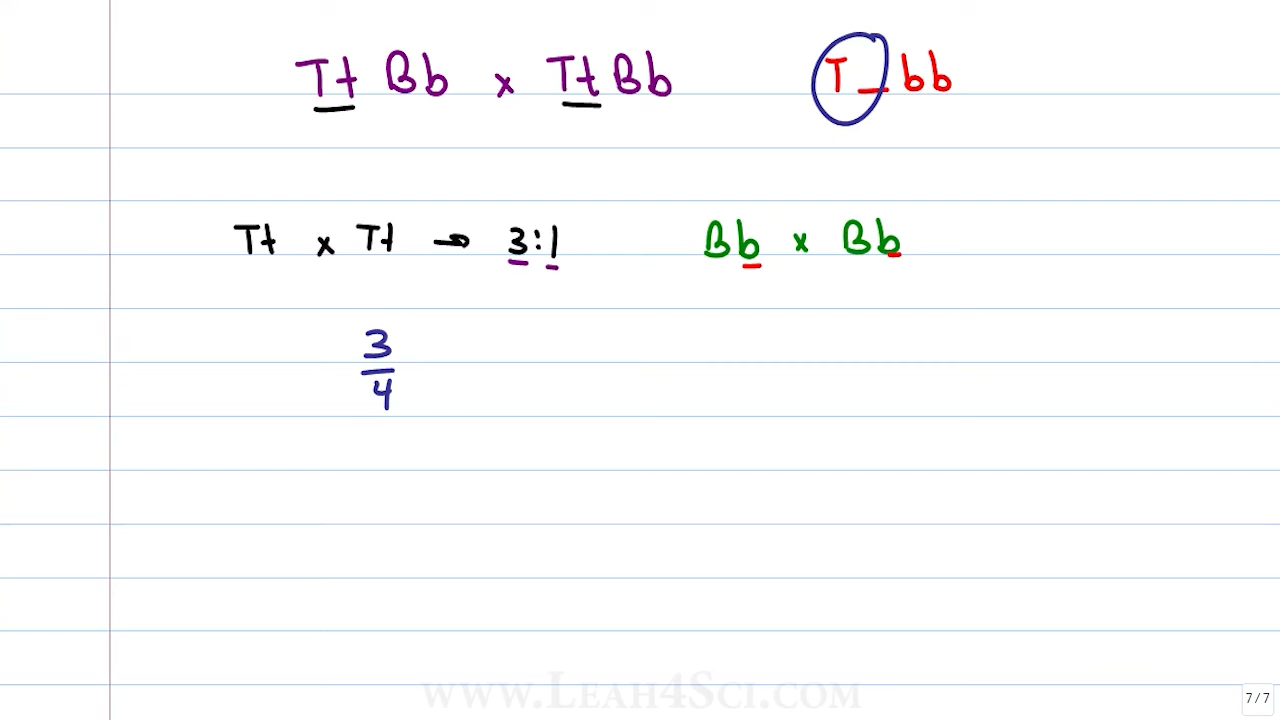 Tt Bb x Tt Bb T_bb
Tt x Tt → 3:1 Bb x Bb
3
4
www.Leah4Sci.com
7/7